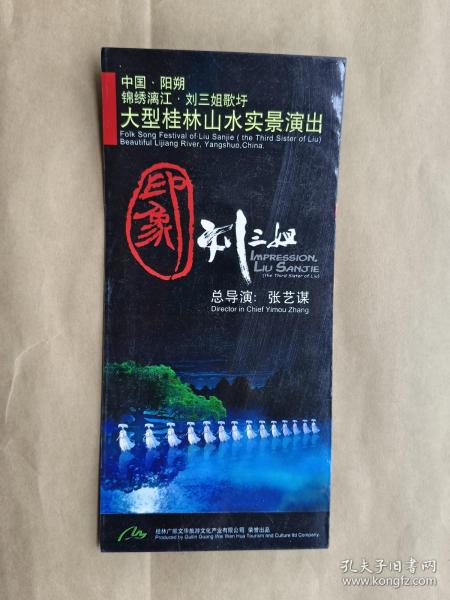 中国·阳朔
锦绣漓江·刘三姐歌圩
大型桂林山水实景演出
Folk Song Festival of Liu Sanjie ( the Third Sister of Liu)
Beautiful Lijiang River, Yangshuo,China.
印象
刘三姐
IMPRESSION,
LIU SANJIE
(the Third Sister of Liu)
总导演：张艺谋
Director in Chief Yimou Zhang
桂林广维文华旅游文化产业有限公司 荣誉出品
Produced by Guilin Guang Wei Wen Hua Tourism and Culture ltd Company.
孔夫子旧书网
www.kongfz.com